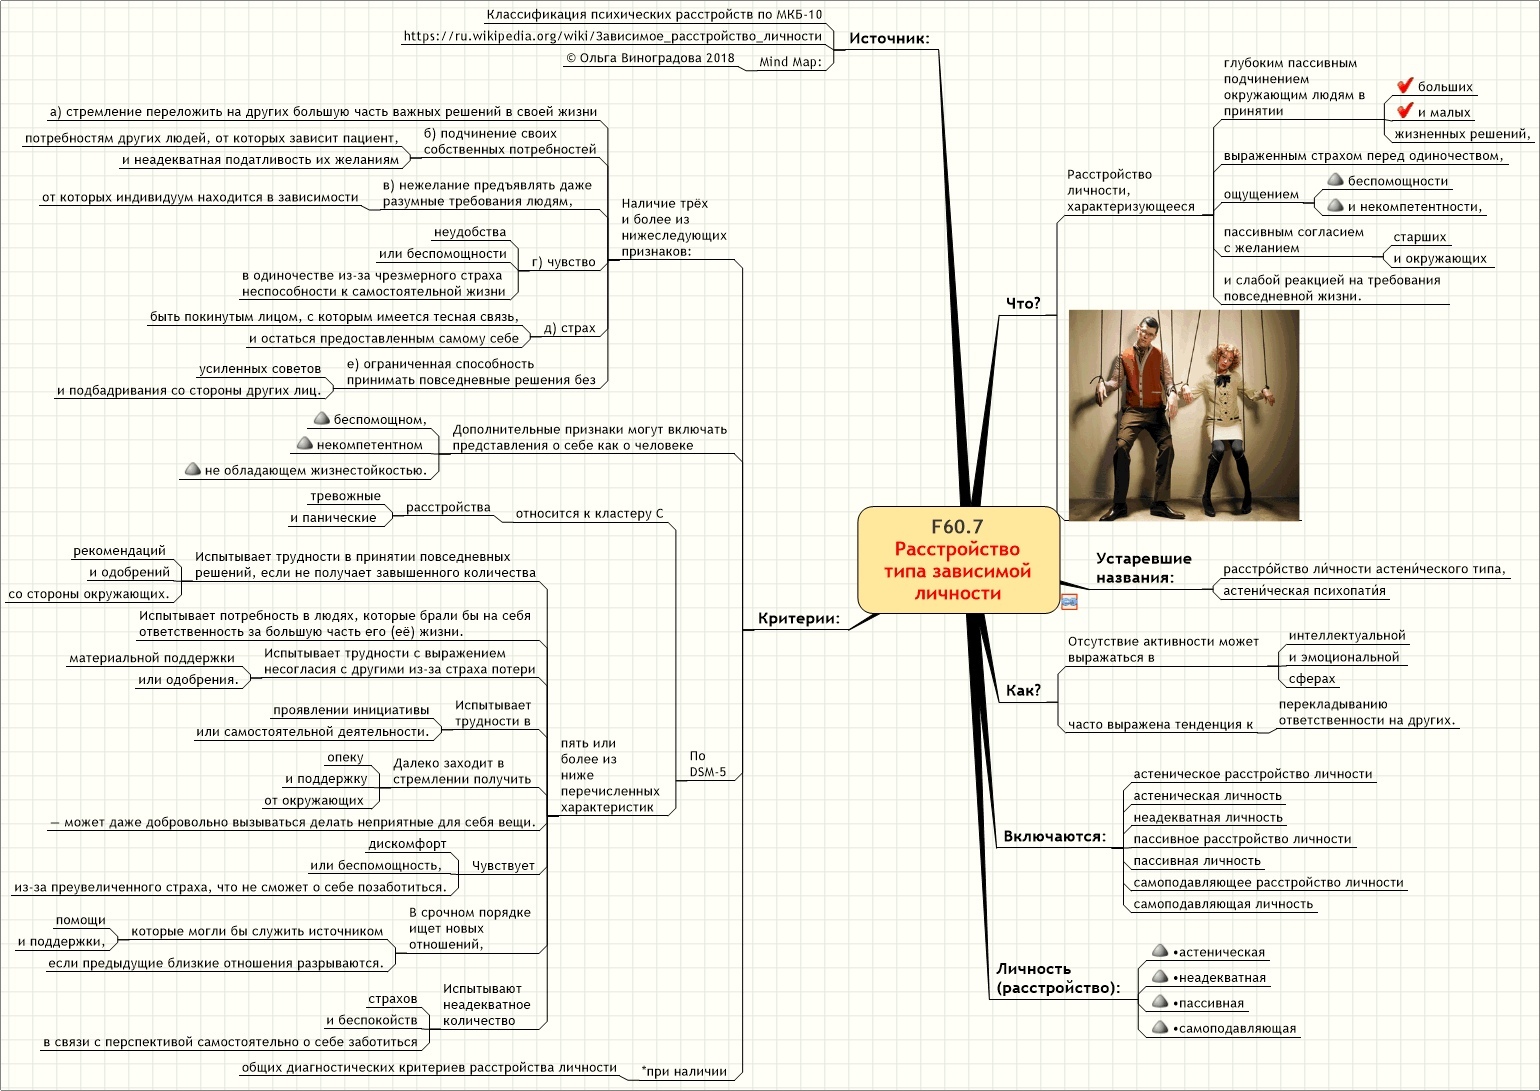 Классификация психических расстройств по МКБ-10
https://ru.wikipedia.org/wiki/Зависимое_расстройство_личности
© Ольга Виноградова 2018
Mind Map:
Источник:
F60.7
Расстройство
типа зависимой
личности
Что?
Расстройство
личности,
характеризующееся
глубоким пассивным
подчинением
окружающим людям в
принятии
больших
и малых
жизненных решений,
выраженным страхом перед одиночеством,
ощущением
беспомощности
и некомпетентности,
пассивным согласием
с желанием
старших
и окружающих
и слабой реакцией на требования
повседневной жизни.
Устаревшие
названия:
расстро́йство ли́чности астени́ческого типа,
астени́ческая психопати́я
Как?
Отсутствие активности может
выражаться в
интеллектуальной
и эмоциональной
сферах
часто выражена тенденция к
перекладыванию
ответственности на других.
Включаются:
астеническое расстройство личности
астеническая личность
неадекватная личность
пассивное расстройство личности
пассивная личность
самоподавляющее расстройство личности
самоподавляющая личность
Личность
(расстройство):
•астеническая
•неадекватная
•пассивная
•самоподавляющая
Критерии:
Наличие трёх
и более из
нижеследующих
признаков:
а) стремление переложить на других большую часть важных решений в своей жизни
б) подчинение своих
собственных потребностей
потребностям других людей, от которых зависит пациент,
и неадекватная податливость их желаниям
в) нежелание предъявлять даже
разумные требования людям,
от которых индивидуум находится в зависимости
г) чувство
неудобства
или беспомощности
в одиночестве из-за чрезмерного страха
неспособности к самостоятельной жизни
д) страх
быть покинутым лицом, с которым имеется тесная связь,
и остаться предоставленным самому себе
е) ограниченная способность
принимать повседневные решения без
усиленных советов
и подбадривания со стороны других лиц.
Дополнительные признаки могут включать
представления о себе как о человеке
беспомощном,
некомпетентном
не обладающем жизнестойкостью.
По
DSM-5
относится к кластеру С
расстройства
тревожные
и панические
пять или
более из
ниже
перечисленных
характеристик
Испытывает трудности в принятии повседневных
решений, если не получает завышенного количества
рекомендаций
и одобрений
со стороны окружающих.
Испытывает потребность в людях, которые брали бы на себя
ответственность за большую часть его (её) жизни.
Испытывает трудности с выражением
несогласия с другими из-за страха потери
материальной поддержки
или одобрения.
Испытывает
трудности в
проявлении инициативы
или самостоятельной деятельности.
Далеко заходит в
стремлении получить
опеку
и поддержку
от окружающих
— может даже добровольно вызываться делать неприятные для себя вещи.
Чувствует
дискомфорт
или беспомощность,
из-за преувеличенного страха, что не сможет о себе позаботиться.
В срочном порядке
ищет новых
отношений,
которые могли бы служить источником
помощи
и поддержки,
если предыдущие близкие отношения разрываются.
Испытывают
неадекватное
количество
страхов
и беспокойств
в связи с перспективой самостоятельно о себе заботиться
*при наличии
общих диагностических критериев расстройства личности